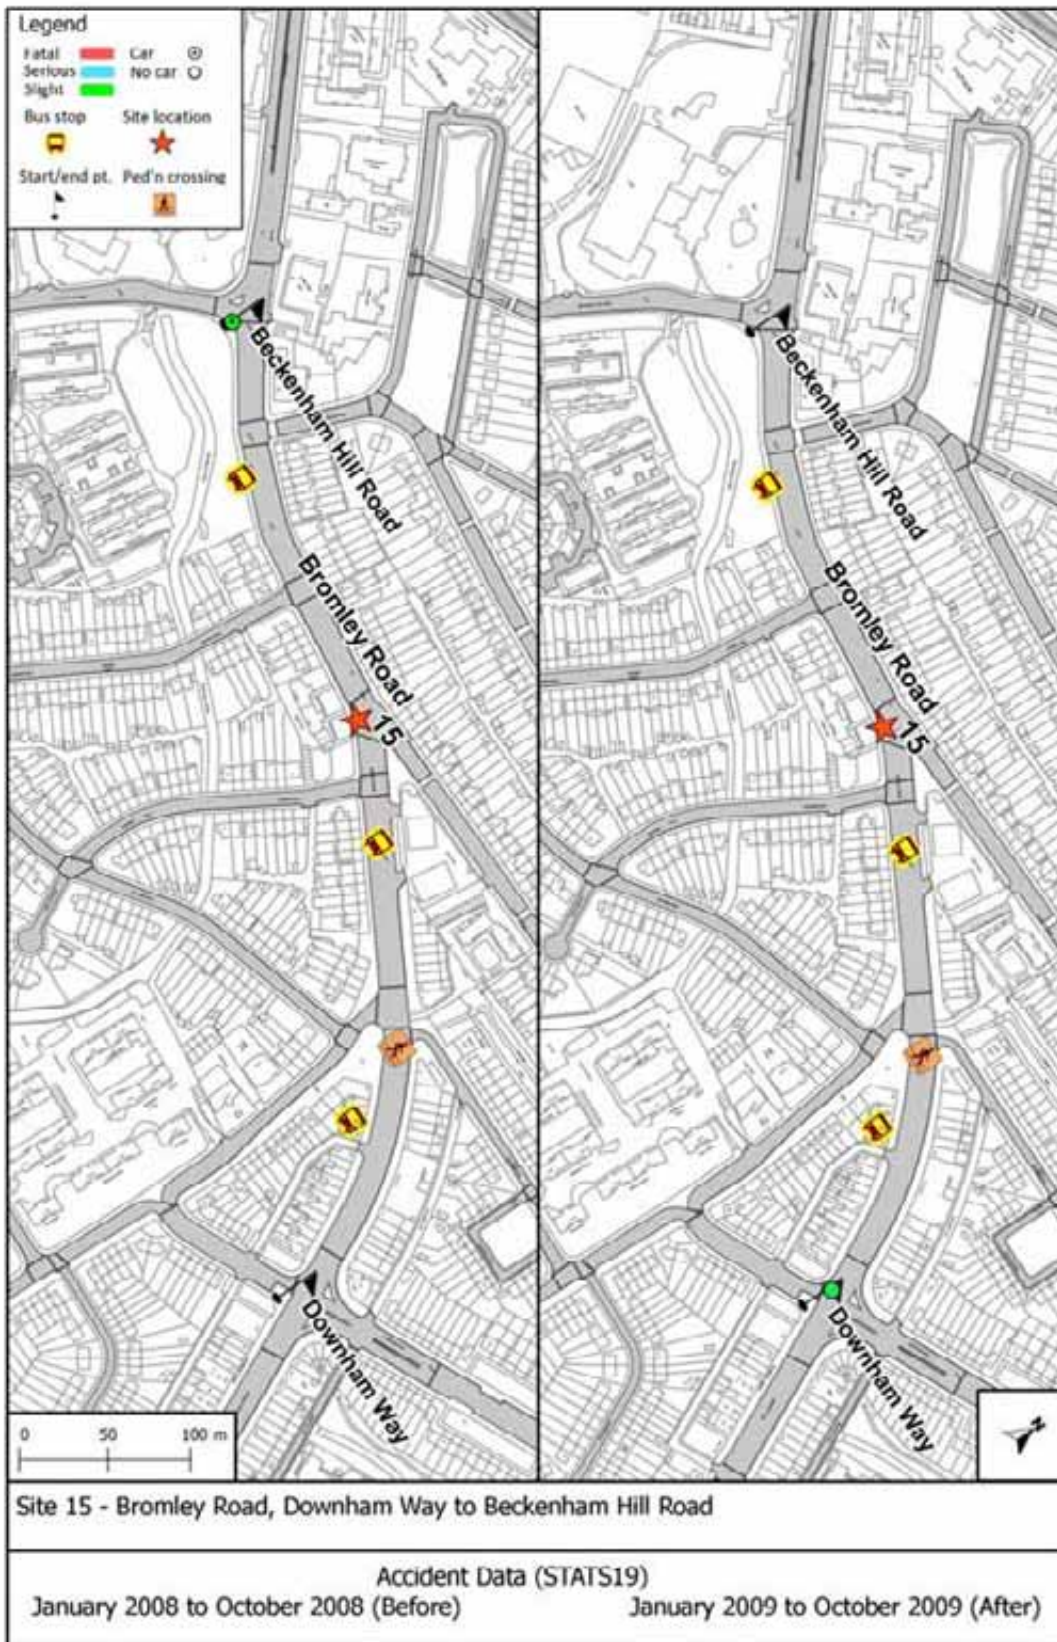 Legend
Fatal Car
Serious No car
Slight
Bus stop Site location
Start/end pt. Ped'n crossing
Beckenham Hill Road
Bromley Road
15
Downham Way
0 50 100 m
Beckenham Hill Road
Bromley Road
15
Downham Way
N
Site 15 - Bromley Road, Downham Way to Beckenham Hill Road
Accident Data (STATS19)
January 2008 to October 2008 (Before) January 2009 to October 2009 (After)